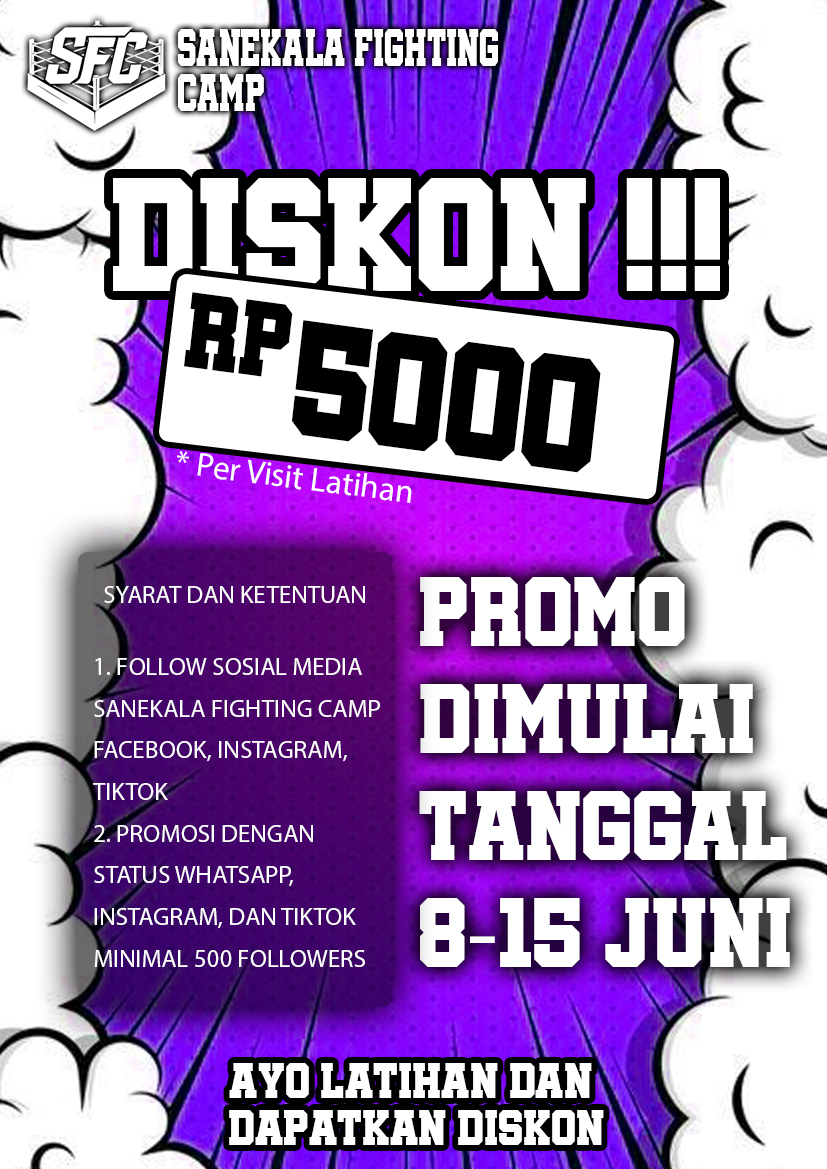 SFC
SANEKALA FIGHTING
CAMP
DISKON !!!
RP 5000
* Per Visit Latihan
SYARAT DAN KETENTUAN
1. FOLLOW SOSIAL MEDIA
SANEKALA FIGHTING CAMP
FACEBOOK, INSTAGRAM,
TIKTOK
2. PROMOSI DENGAN
STATUS WHATSAPP,
INSTAGRAM, DAN TIKTOK
MINIMAL 500 FOLLOWERS
PROMO
DIMULAI
TANGGAL
8-15 JUNI
AYO LATIHAN DAN
DAPATKAN DISKON